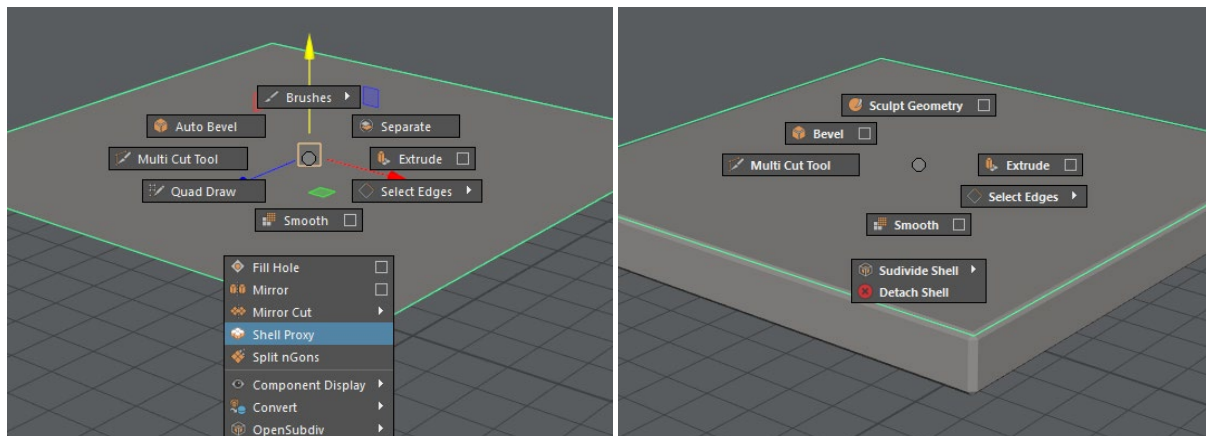 Brushes
Auto Bevel
Separate
Multi Cut Tool
Extrude
Quad Draw
Select Edges
Smooth
Fill Hole
Mirror
Mirror Cut
Shell Proxy
Split nGons
Component Display
Convert
OpenSubdiv
Sculpt Geometry
Bevel
Multi Cut Tool
Extrude
Select Edges
Smooth
Sudivide Shell
Detach Shell